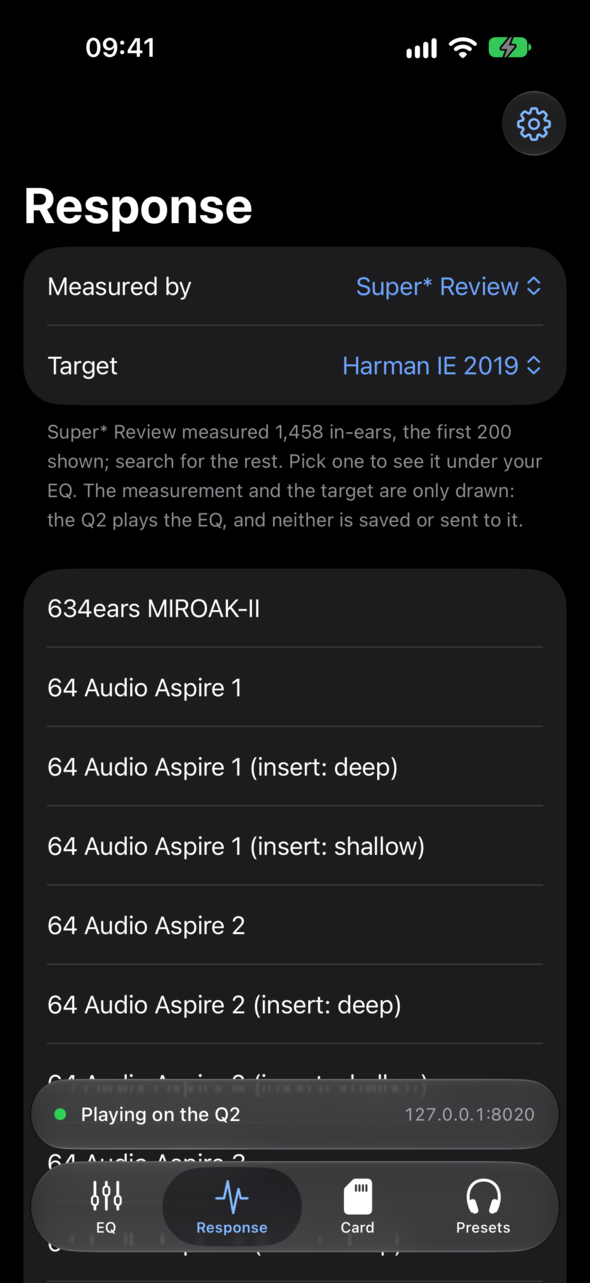 09:41
Response
Measured by
Super* Review
Target
Harman IE 2019
Super* Review measured 1,458 in-ears, the first 200
shown; search for the rest. Pick one to see it under your
EQ. The measurement and the target are only drawn:
the Q2 plays the EQ, and neither is saved or sent to it.
634ears MIROAK-II
64 Audio Aspire 1
64 Audio Aspire 1 (insert: deep)
64 Audio Aspire 1 (insert: shallow)
64 Audio Aspire 2
64 Audio Aspire 2 (insert: deep)
Playing on the Q2
127.0.0.1:8020
EQ
Response
Card
Presets